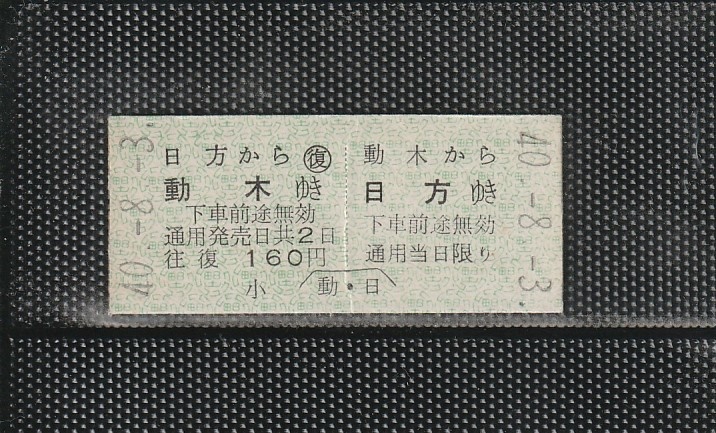 40.-8.-3.
日方から ㊝復
動木ゆき
下車前途無効
通用発売日共2日
往復 160円
小 動・日
動木から
日方ゆき
下車前途無効
通用当日限り
40.-8.-3.